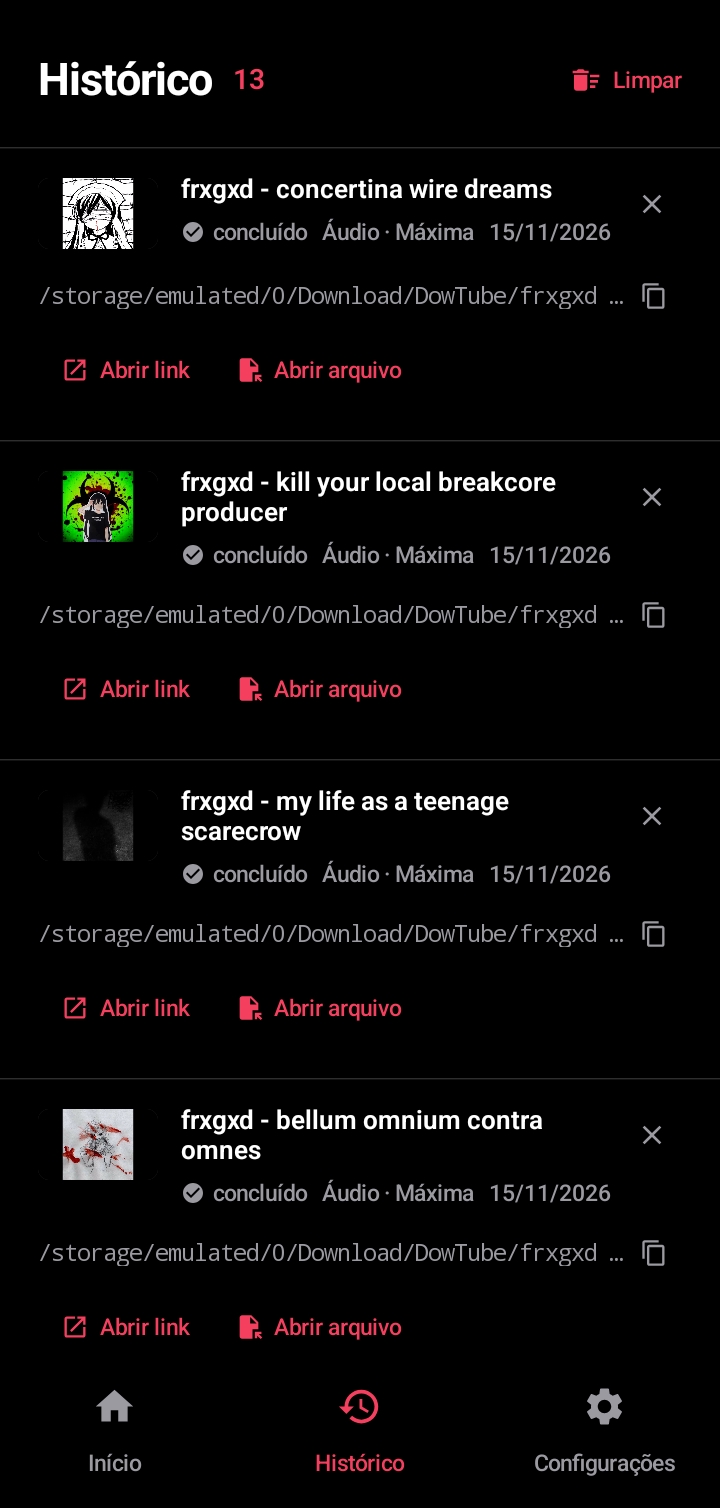 Histórico 13 Limpar
frxgxd - concertina wire dreams
concluído Áudio · Máxima 15/11/2026
/storage/emulated/0/Download/DowTube/frxgxd …
Abrir link Abrir arquivo
frxgxd - kill your local breakcore
producer
concluído Áudio · Máxima 15/11/2026
/storage/emulated/0/Download/DowTube/frxgxd …
Abrir link Abrir arquivo
frxgxd - my life as a teenage
scarecrow
concluído Áudio · Máxima 15/11/2026
/storage/emulated/0/Download/DowTube/frxgxd …
Abrir link Abrir arquivo
frxgxd - bellum omnium contra
omnes
concluído Áudio · Máxima 15/11/2026
/storage/emulated/0/Download/DowTube/frxgxd …
Abrir link Abrir arquivo
Início Histórico Configurações